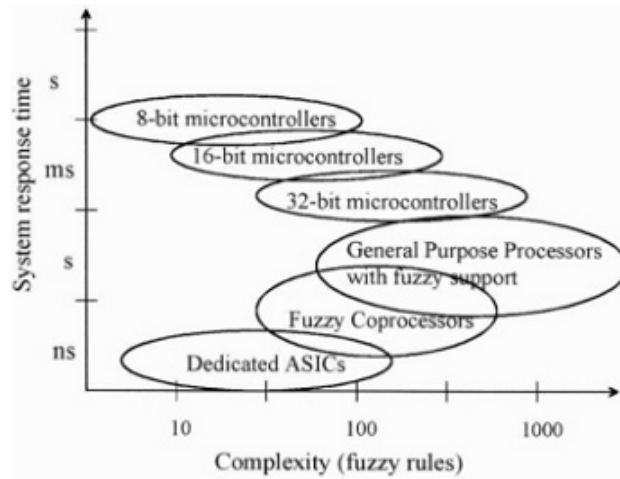 System response time
s
8-bit microcontrollers
16-bit microcontrollers
ms
32-bit microcontrollers
General Purpose Processors
s
with fuzzy support
Fuzzy Coprocessors
ns
Dedicated ASICs
10
100
1000
Complexity (fuzzy rules)